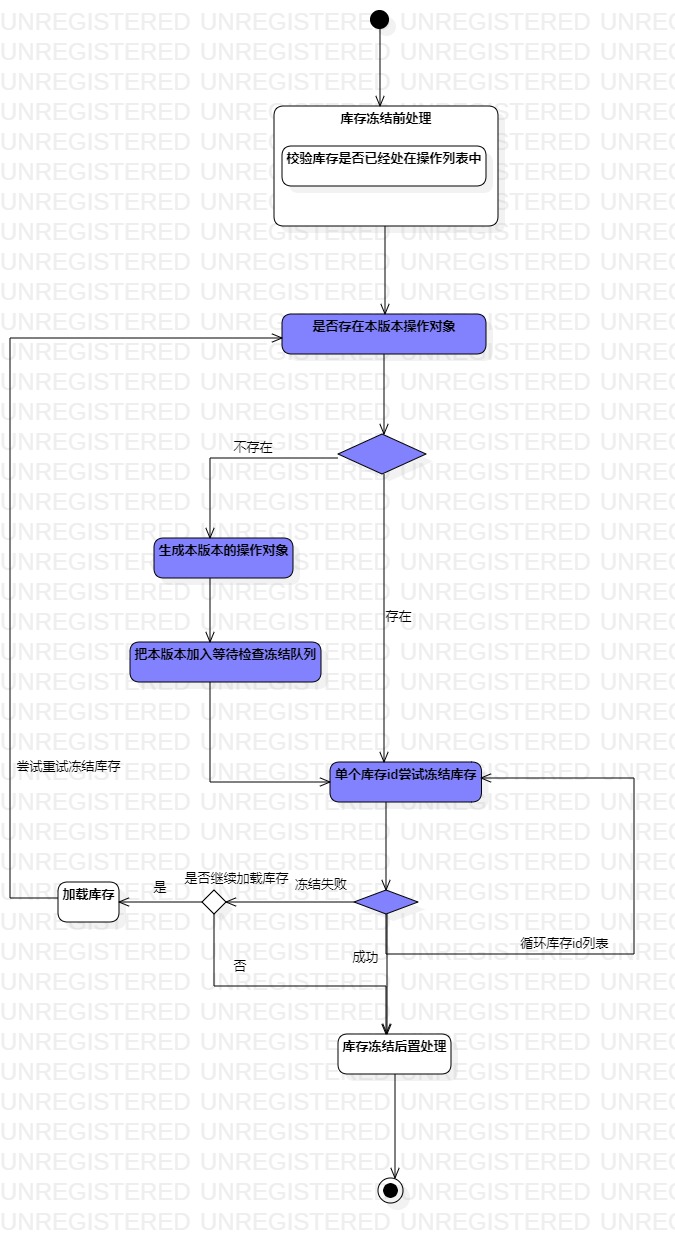 库存冻结前处理
校验库存是否已经处在操作列表中
是否存在本版本操作对象
不存在
生成本版本的操作对象
存在
把本版本加入等待检查冻结队列
尝试重试冻结库存
单个库存id尝试冻结库存
是否继续加载库存
冻结失败
是
加载库存
循环库存id列表
成功
否
库存冻结后置处理
UNREGISTERED